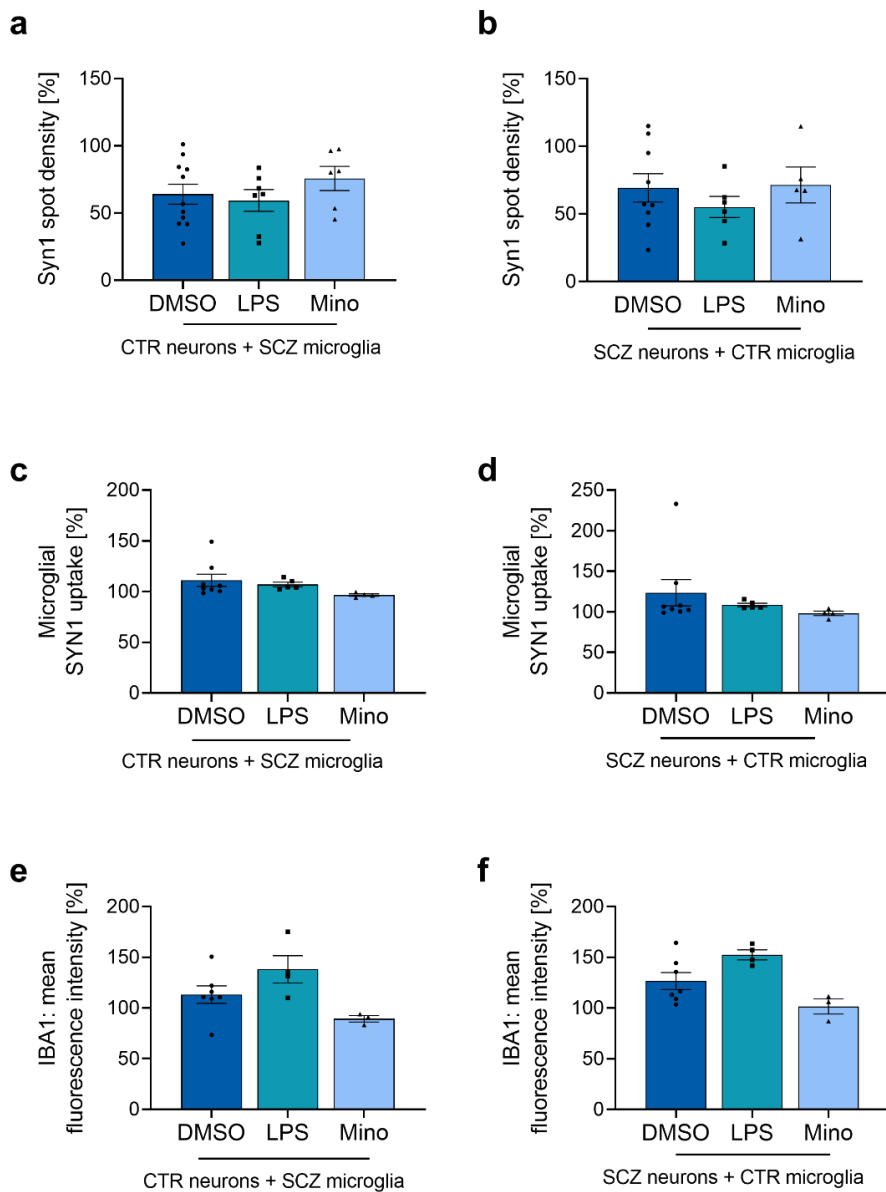 a
Syn1 spot density [%]
150
100
50
0
DMSO LPS Mino
CTR neurons + SCZ microglia
b
Syn1 spot density [%]
150
100
50
0
DMSO LPS Mino
SCZ neurons + CTR microglia
c
Microglial
SYN1 uptake [%]
200
150
100
50
0
DMSO LPS Mino
CTR neurons + SCZ microglia
d
Microglial
SYN1 uptake [%]
250
200
150
100
50
0
DMSO LPS Mino
SCZ neurons + CTR microglia
e
IBA1: mean
fluorescence intensity [%]
200
150
100
50
0
DMSO LPS Mino
CTR neurons + SCZ microglia
f
IBA1: mean
fluorescence intensity [%]
200
150
100
50
0
DMSO LPS Mino
SCZ neurons + CTR microglia